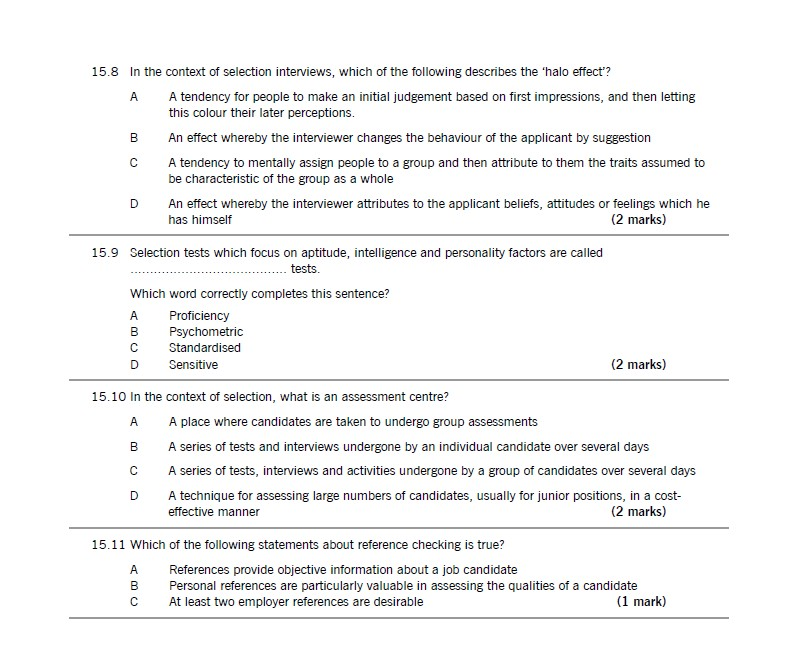 15.8 In the context of selection interviews, which of the following describes the ‘halo effect’?
A A tendency for people to make an initial judgement based on first impressions, and then letting
this colour their later perceptions.
B An effect whereby the interviewer changes the behaviour of the applicant by suggestion
C A tendency to mentally assign people to a group and then attribute to them the traits assumed to
be characteristic of the group as a whole
D An effect whereby the interviewer attributes to the applicant beliefs, attitudes or feelings which he
has himself (2 marks)
15.9 Selection tests which focus on aptitude, intelligence and personality factors are called
........................................ tests.
Which word correctly completes this sentence?
A Proficiency
B Psychometric
C Standardised
D Sensitive (2 marks)
15.10 In the context of selection, what is an assessment centre?
A A place where candidates are taken to undergo group assessments
B A series of tests and interviews undergone by an individual candidate over several days
C A series of tests, interviews and activities undergone by a group of candidates over several days
D A technique for assessing large numbers of candidates, usually for junior positions, in a cost-
effective manner (2 marks)
15.11 Which of the following statements about reference checking is true?
A References provide objective information about a job candidate
B Personal references are particularly valuable in assessing the qualities of a candidate
C At least two employer references are desirable (1 mark)